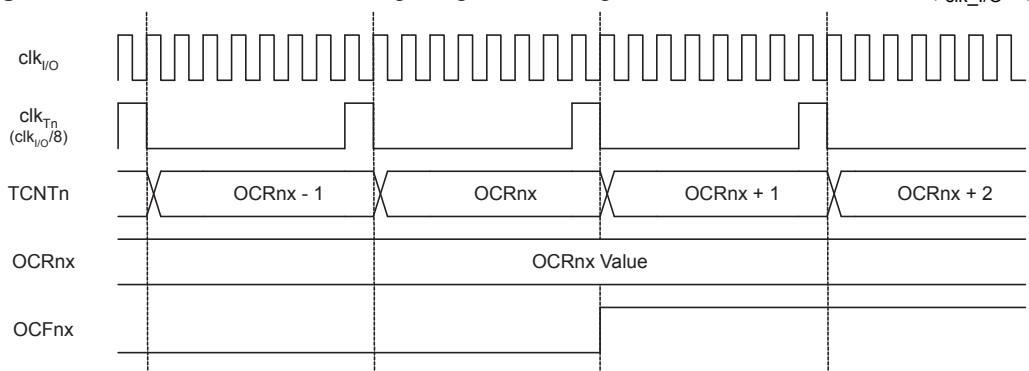 clkI/O
clkTn
(clkI/O/8)
TCNTn OCRnx - 1 OCRnx OCRnx + 1 OCRnx + 2
OCRnx OCRnx Value
OCFnx